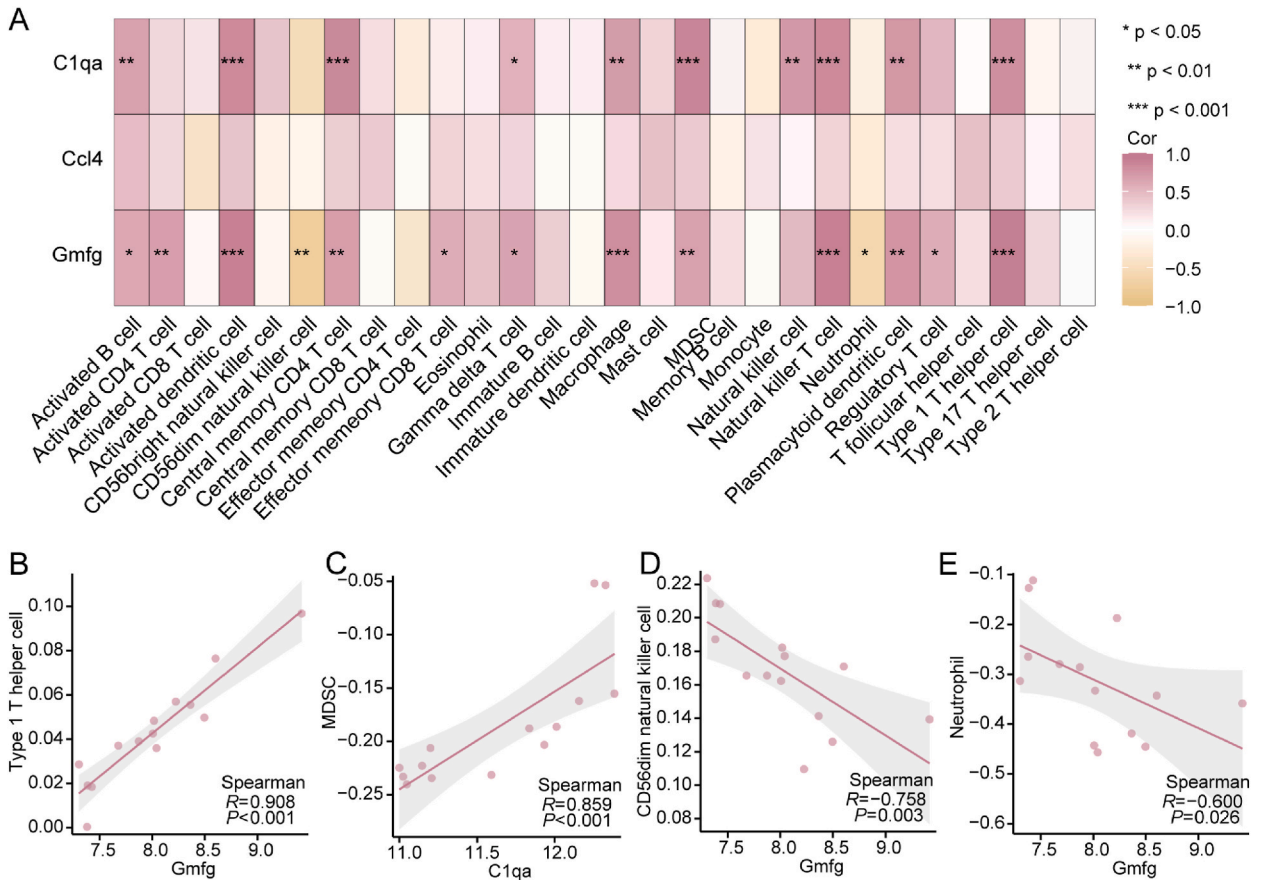 A
C1qa
** *** *** * ** *** ** *** ** ***
Ccl4
Gmfg
* ** *** ** ** * * *** ** *** * ** * ***
* p < 0.05
** p < 0.01
*** p < 0.001
Cor
1.0
0.5
0.0
−0.5
−1.0
Activated B cell
Activated CD4 T cell
Activated CD8 T cell
Activated dendritic cell
CD56bright natural killer cell
CD56dim natural killer cell
Central memory CD4 T cell
Central memory CD8 T cell
Effector memeory CD4 T cell
Effector memeory CD8 T cell
Eosinophil
Gamma delta T cell
Immature B cell
Immature dendritic cell
Macrophage
Mast cell
MDSC
Memory B cell
Monocyte
Natural killer cell
Natural killer T cell
Neutrophil
Plasmacytoid dendritic cell
Regulatory T cell
T follicular helper cell
Type 1 T helper cell
Type 17 T helper cell
Type 2 T helper cell
B
Type 1 T helper cell
0.10
0.08
0.06
0.04
0.02
0.00
Spearman
R=0.908
P<0.001
7.5 8.0 8.5 9.0
Gmfg
C
MDSC
−0.05
−0.10
−0.15
−0.20
−0.25
Spearman
R=0.859
P<0.001
11.0 11.5 12.0
C1qa
D
CD56dim natural killer cell
0.22
0.20
0.18
0.16
0.14
0.12
0.10
0.08
Spearman
R=−0.758
P=0.003
7.5 8.0 8.5 9.0
Gmfg
E
Neutrophil
−0.1
−0.2
−0.3
−0.4
−0.5
−0.6
Spearman
R=−0.600
P=0.026
7.5 8.0 8.5 9.0
Gmfg